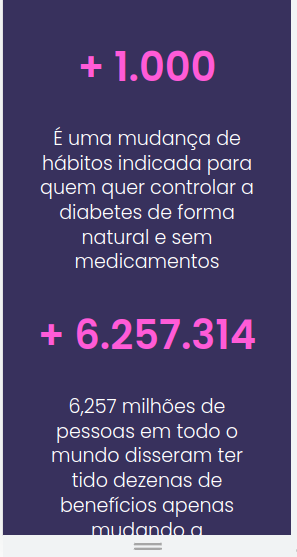 + 1.000
É uma mudança de
hábitos indicada para
quem quer controlar a
diabetes de forma
natural e sem
medicamentos
+ 6.257.314
6,257 milhões de
pessoas em todo o
mundo disseram ter
tido dezenas de
benefícios apenas
mudando a